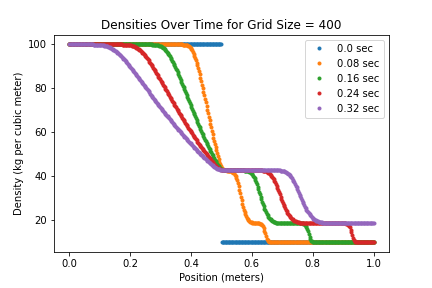 Densities Over Time for Grid Size = 400
Density (kg per cubic meter)
100
80
60
40
20
0.0 sec
0.08 sec
0.16 sec
0.24 sec
0.32 sec
0.0 0.2 0.4 0.6 0.8 1.0
Position (meters)